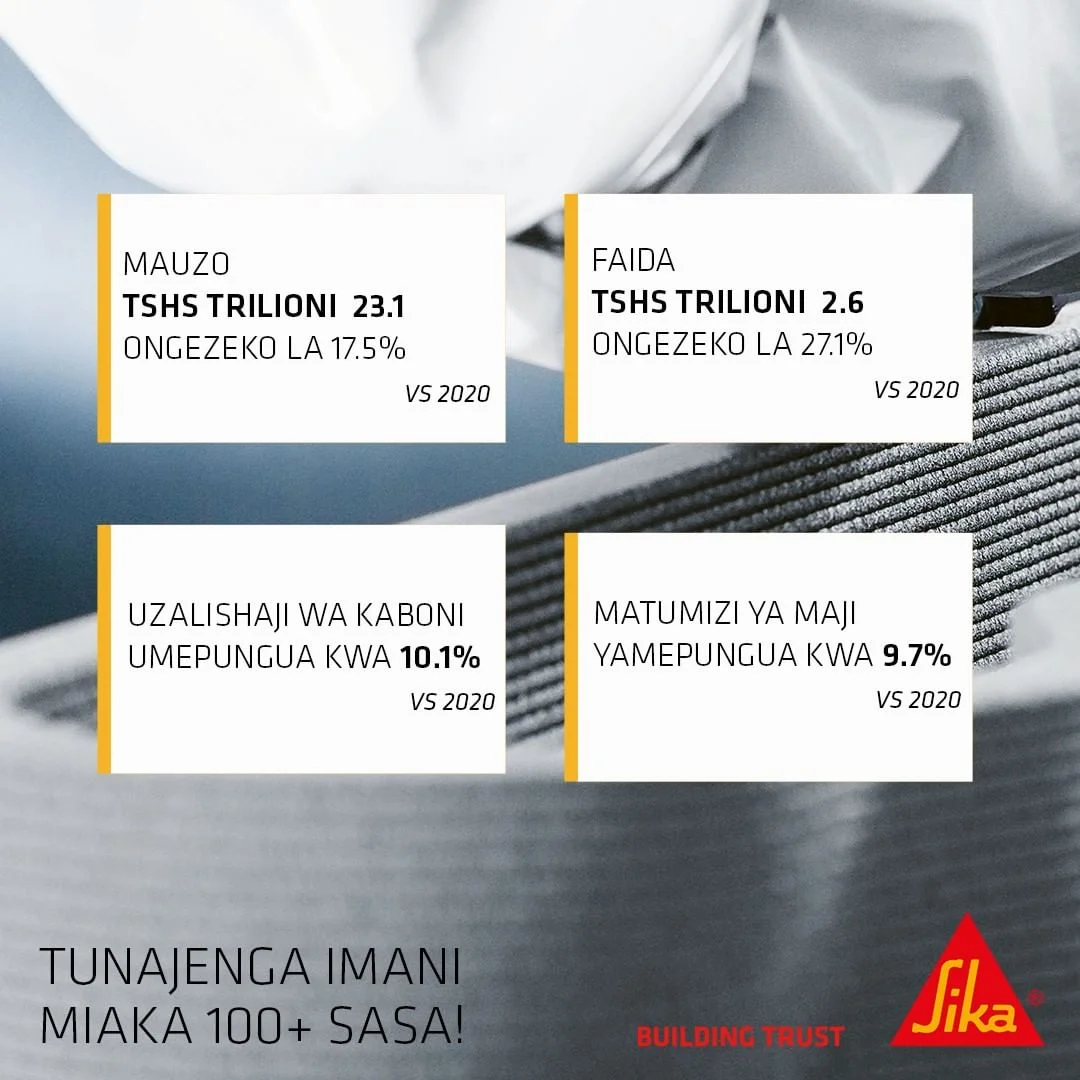 MAUZO
TSHS TRILIONI 23.1
ONGEZEKO LA 17.5%
VS 2020
FAIDA
TSHS TRILIONI 2.6
ONGEZEKO LA 27.1%
VS 2020
UZALISHAJI WA KABONI
UMEPUNGUA KWA 10.1%
VS 2020
MATUMIZI YA MAJI
YAMEPUNGUA KWA 9.7%
VS 2020
TUNAJENGA IMANI
MIAKA 100+ SASA!
BUILDING TRUST
Sika®